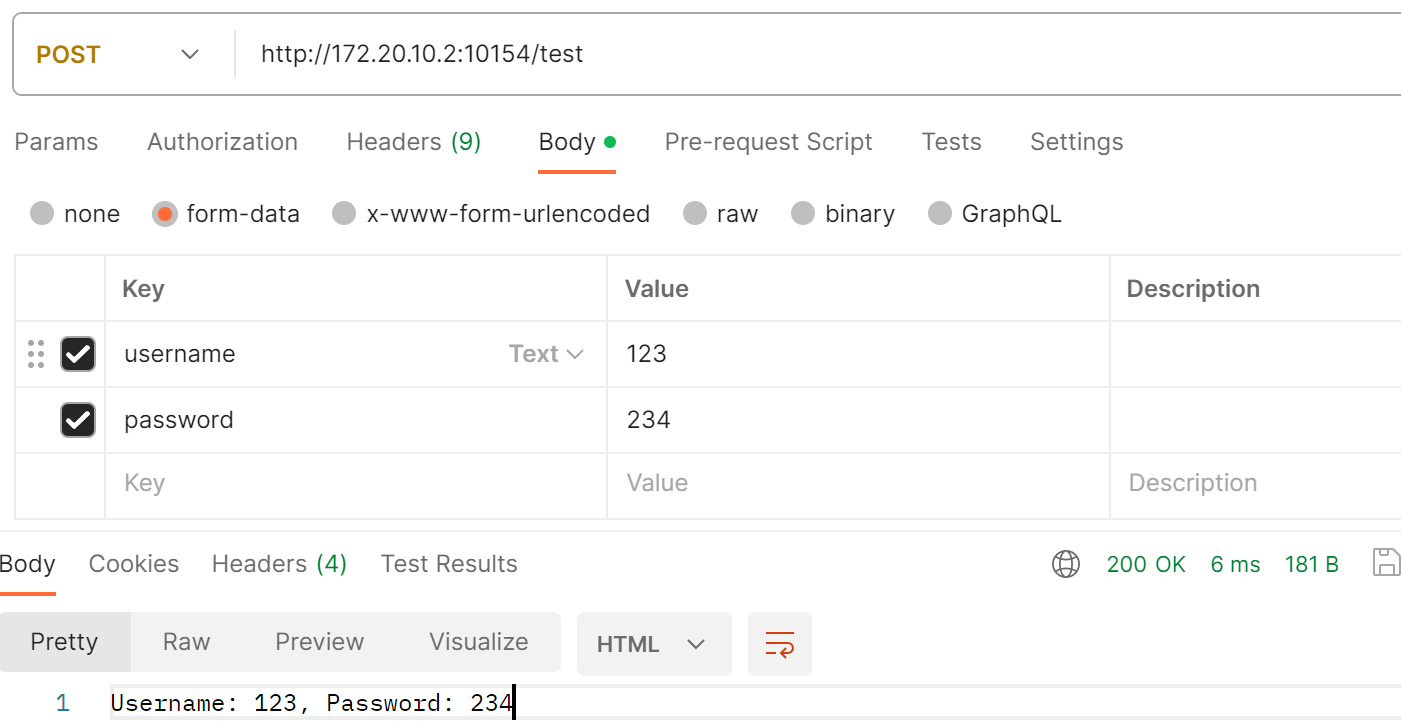 POST http://172.20.10.2:10154/test
Params Authorization Headers (9) Body Pre-request Script Tests Settings
none form-data x-www-form-urlencoded raw binary GraphQL
Key Value Description
username Text 123
password 234
Key Value Description
Body Cookies Headers (4) Test Results 200 OK 6 ms 181 B
Pretty Raw Preview Visualize HTML
1 Username: 123, Password: 234